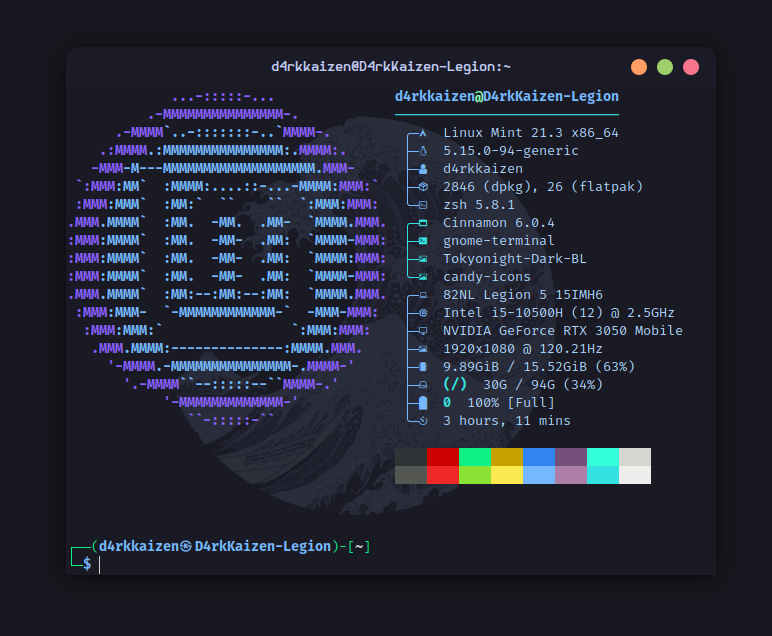 d4rkkaizen@D4rkKaizen-Legion:~
d4rkkaizen@D4rkKaizen-Legion
...-:::::-...
.-MMMMMMMMMMMMMMM-.
.-MMMM`..-:::::::-..`MMMM-.
.:MMMM.:MMMMMMMMMMMMMMM:.MMMM:.
-MMM-M---MMMMMMMMMMMMMMMMMMM.MMM-
Linux Mint 21.3 x86_64
5.15.0-94-generic
d4rkkaizen
`:MMM:MM`  :MMMM:....::-...-MMMM:MMM:`
2846 (dpkg), 26 (flatpak)
:MMM:MMM`  :MM:`  ``    ``  `:MMM:MMM:
zsh 5.8.1
.MMM.MMMM`  :MM.  -MM.  .MM-  `MMMM.MMM.
Cinnamon 6.0.4
:MMM:MMMM`  :MM.  -MM-  .MM:  `MMMM-MMM:
gnome-terminal
:MMM:MMMM`  :MM.  -MM-  .MM:  `MMMM:MMM:
Tokyonight-Dark-BL
:MMM:MMMM`  :MM.  -MM-  .MM:  `MMMM-MMM:
candy-icons
.MMM.MMMM`  :MM:--:MM:--:MM:  `MMMM.MMM.
82NL Legion 5 15IMH6
:MMM:MMM-  `-MMMMMMMMMMMM-`  -MMM-MMM:
Intel i5-10500H (12) @ 2.5GHz
:MMM:MMM:`                `:MMM:MMM:
NVIDIA GeForce RTX 3050 Mobile
.MMM.MMMM:--------------:MMMM.MMM.
1920x1080 @ 120.21Hz
'-MMMM.-MMMMMMMMMMMMMMM-.MMMM-'
9.89GiB / 15.52GiB (63%)
'.-MMMM``--:::::--``MMMM-.'
(/)  30G / 94G (34%)
'-MMMMMMMMMMMMM-'
0  100% [Full]
``-:::::-``
3 hours, 11 mins
┌──(d4rkkaizen㉿D4rkKaizen-Legion)-[~]
└─$